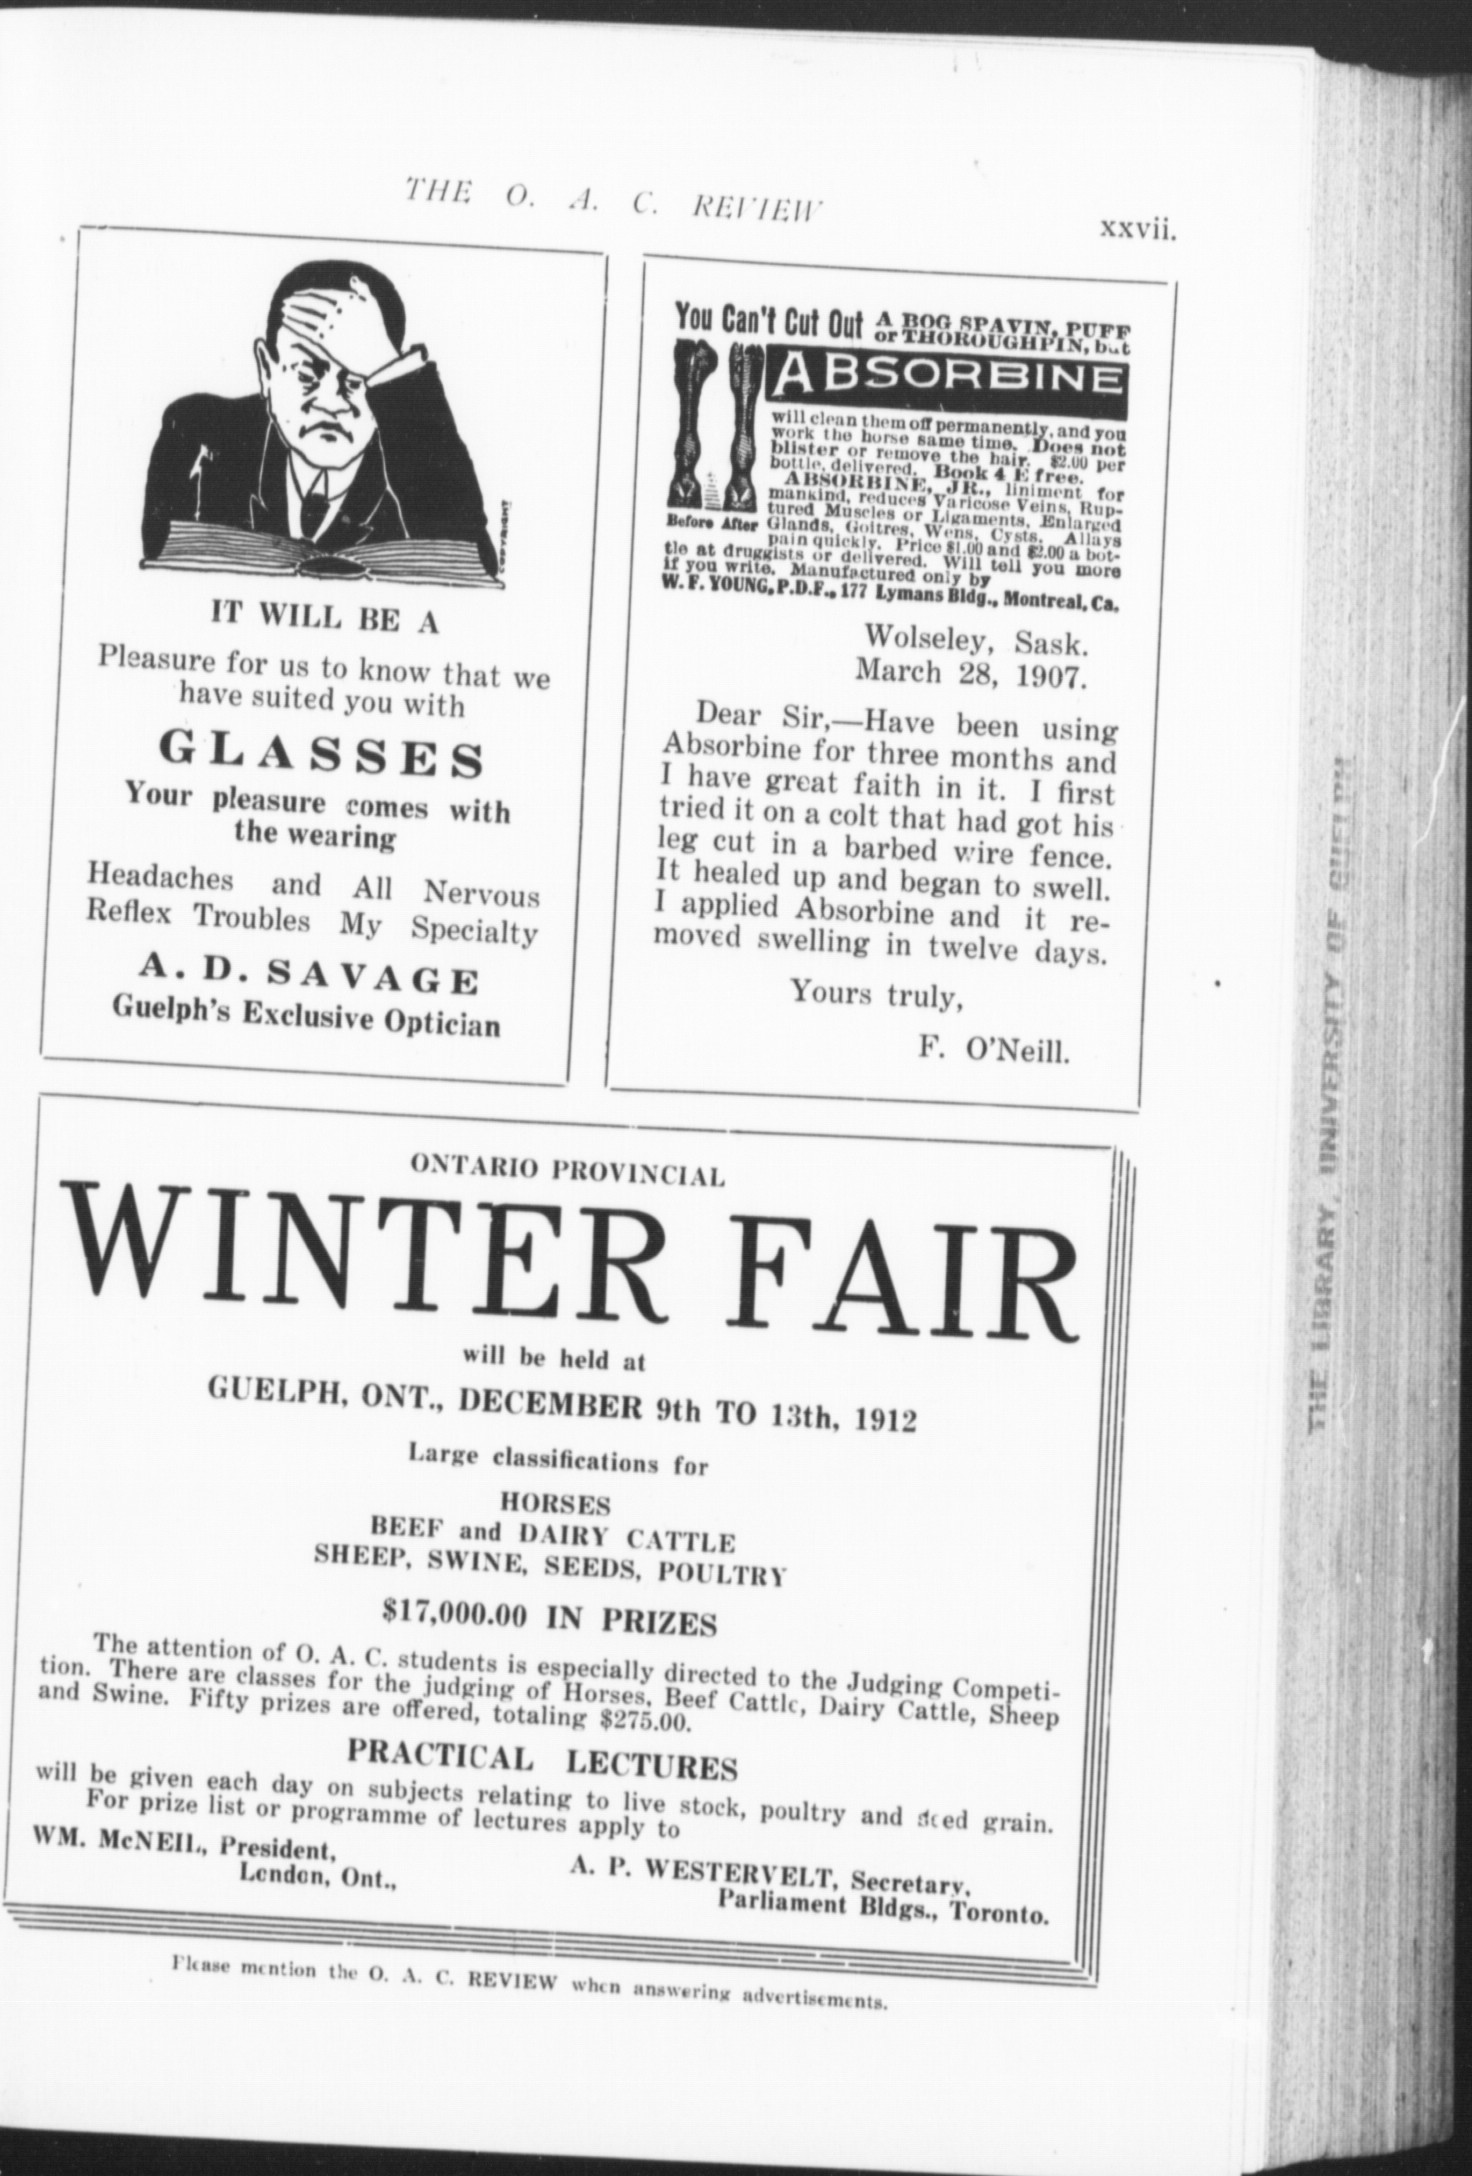 THE O. A. C. REVIEW
xxvii.
COPYRIGHT
IT WILL BE A
Pleasure for us to know that we
have suited you with
GLASSES
Your pleasure comes with
the wearing
Headaches and All Nervous
Reflex Troubles My Specialty
A. D. SAVAGE
Guelph's Exclusive Optician
You Can't Cut Out A BOG SPAVIN, PUFF
or THOROUGHPIN, but
ABSORBINE
will clean them off permanently, and you
work the horse same time. Does not
blister or remove the hair. $2.00 per
bottle, delivered. Book 4 E free.
ABSORBINE, JR., liniment for
mankind, reduces Varicose Veins, Rup-
tured Muscles or Ligaments, Enlarged
Before After Glands, Goitres, Wens, Cysts. Allays
pain quickly. Price $1.00 and $2.00 a bot-
tle at druggists or delivered. Will tell you more
if you write. Manufactured only by
W. F. YOUNG, P.D.F., 177 Lymans Bldg., Montreal, Ca.
Wolseley, Sask.
March 28, 1907.
Dear Sir,—Have been using
Absorbine for three months and
I have great faith in it. I first
tried it on a colt that had got his
leg cut in a barbed wire fence.
It healed up and began to swell.
I applied Absorbine and it re-
moved swelling in twelve days.
Yours truly,
F. O'Neill.
ONTARIO PROVINCIAL
WINTER FAIR
will be held at
GUELPH, ONT., DECEMBER 9th TO 13th, 1912
Large classifications for
HORSES
BEEF and DAIRY CATTLE
SHEEP, SWINE, SEEDS, POULTRY
$17,000.00 IN PRIZES
The attention of O. A. C. students is especially directed to the Judging Competi-
tion. There are classes for the judging of Horses, Beef Cattle, Dairy Cattle, Sheep
and Swine. Fifty prizes are offered, totaling $275.00.
PRACTICAL LECTURES
will be given each day on subjects relating to live stock, poultry and seed grain.
For prize list or programme of lectures apply to
WM. McNEIL, President,
London, Ont.,
A. P. WESTERVELT, Secretary,
Parliament Bldgs., Toronto.
Please mention the O. A. C. REVIEW when answering advertisements.
THE LIBRARY, UNIVERSITY OF GUELPH